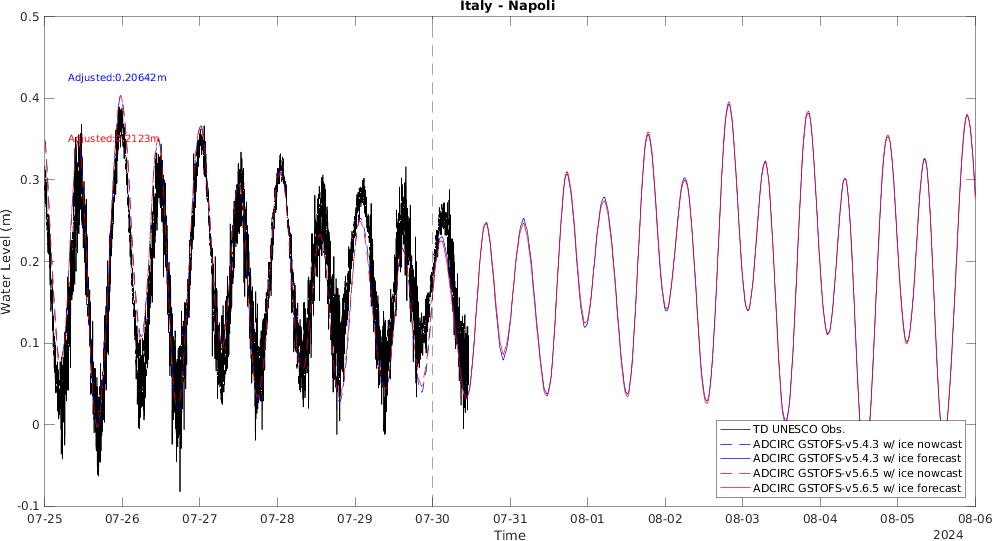 Italy - Napoli
0.5
Adjusted:0.20642m
0.4
Adjusted:0.2123m
0.3
0.2
0.1
0
-0.1
Water Level (m)
TD UNESCO Obs.
ADCIRC GSTOFS-v5.4.3 w/ ice nowcast
ADCIRC GSTOFS-v5.4.3 w/ ice forecast
ADCIRC GSTOFS-v5.6.5 w/ ice nowcast
ADCIRC GSTOFS-v5.6.5 w/ ice forecast
07-25 07-26 07-27 07-28 07-29 07-30 07-31 08-01 08-02 08-03 08-04 08-05 08-06
Time
2024